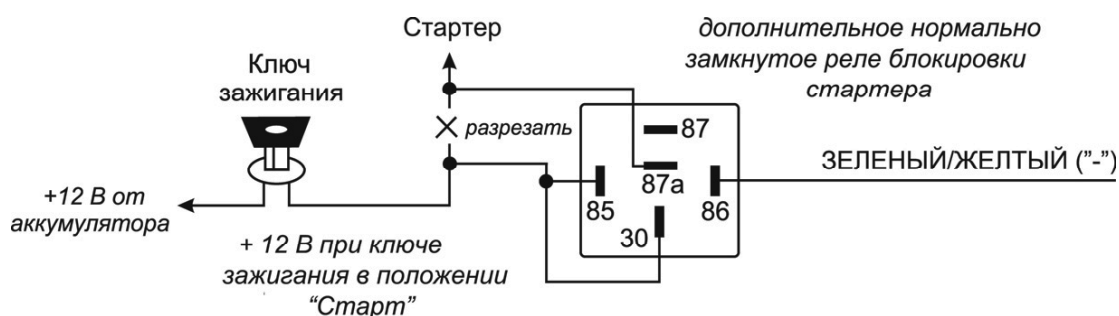 Стартер
дополнительное нормально
замкнутое реле блокировки
стартера
Ключ
зажигания
разрезать
87
87а
85
86
30
ЗЕЛЕНЫЙ/ЖЕЛТЫЙ ("-")
+12 В от
аккумулятора
+ 12 В при ключе
зажигания в положении
“Старт”